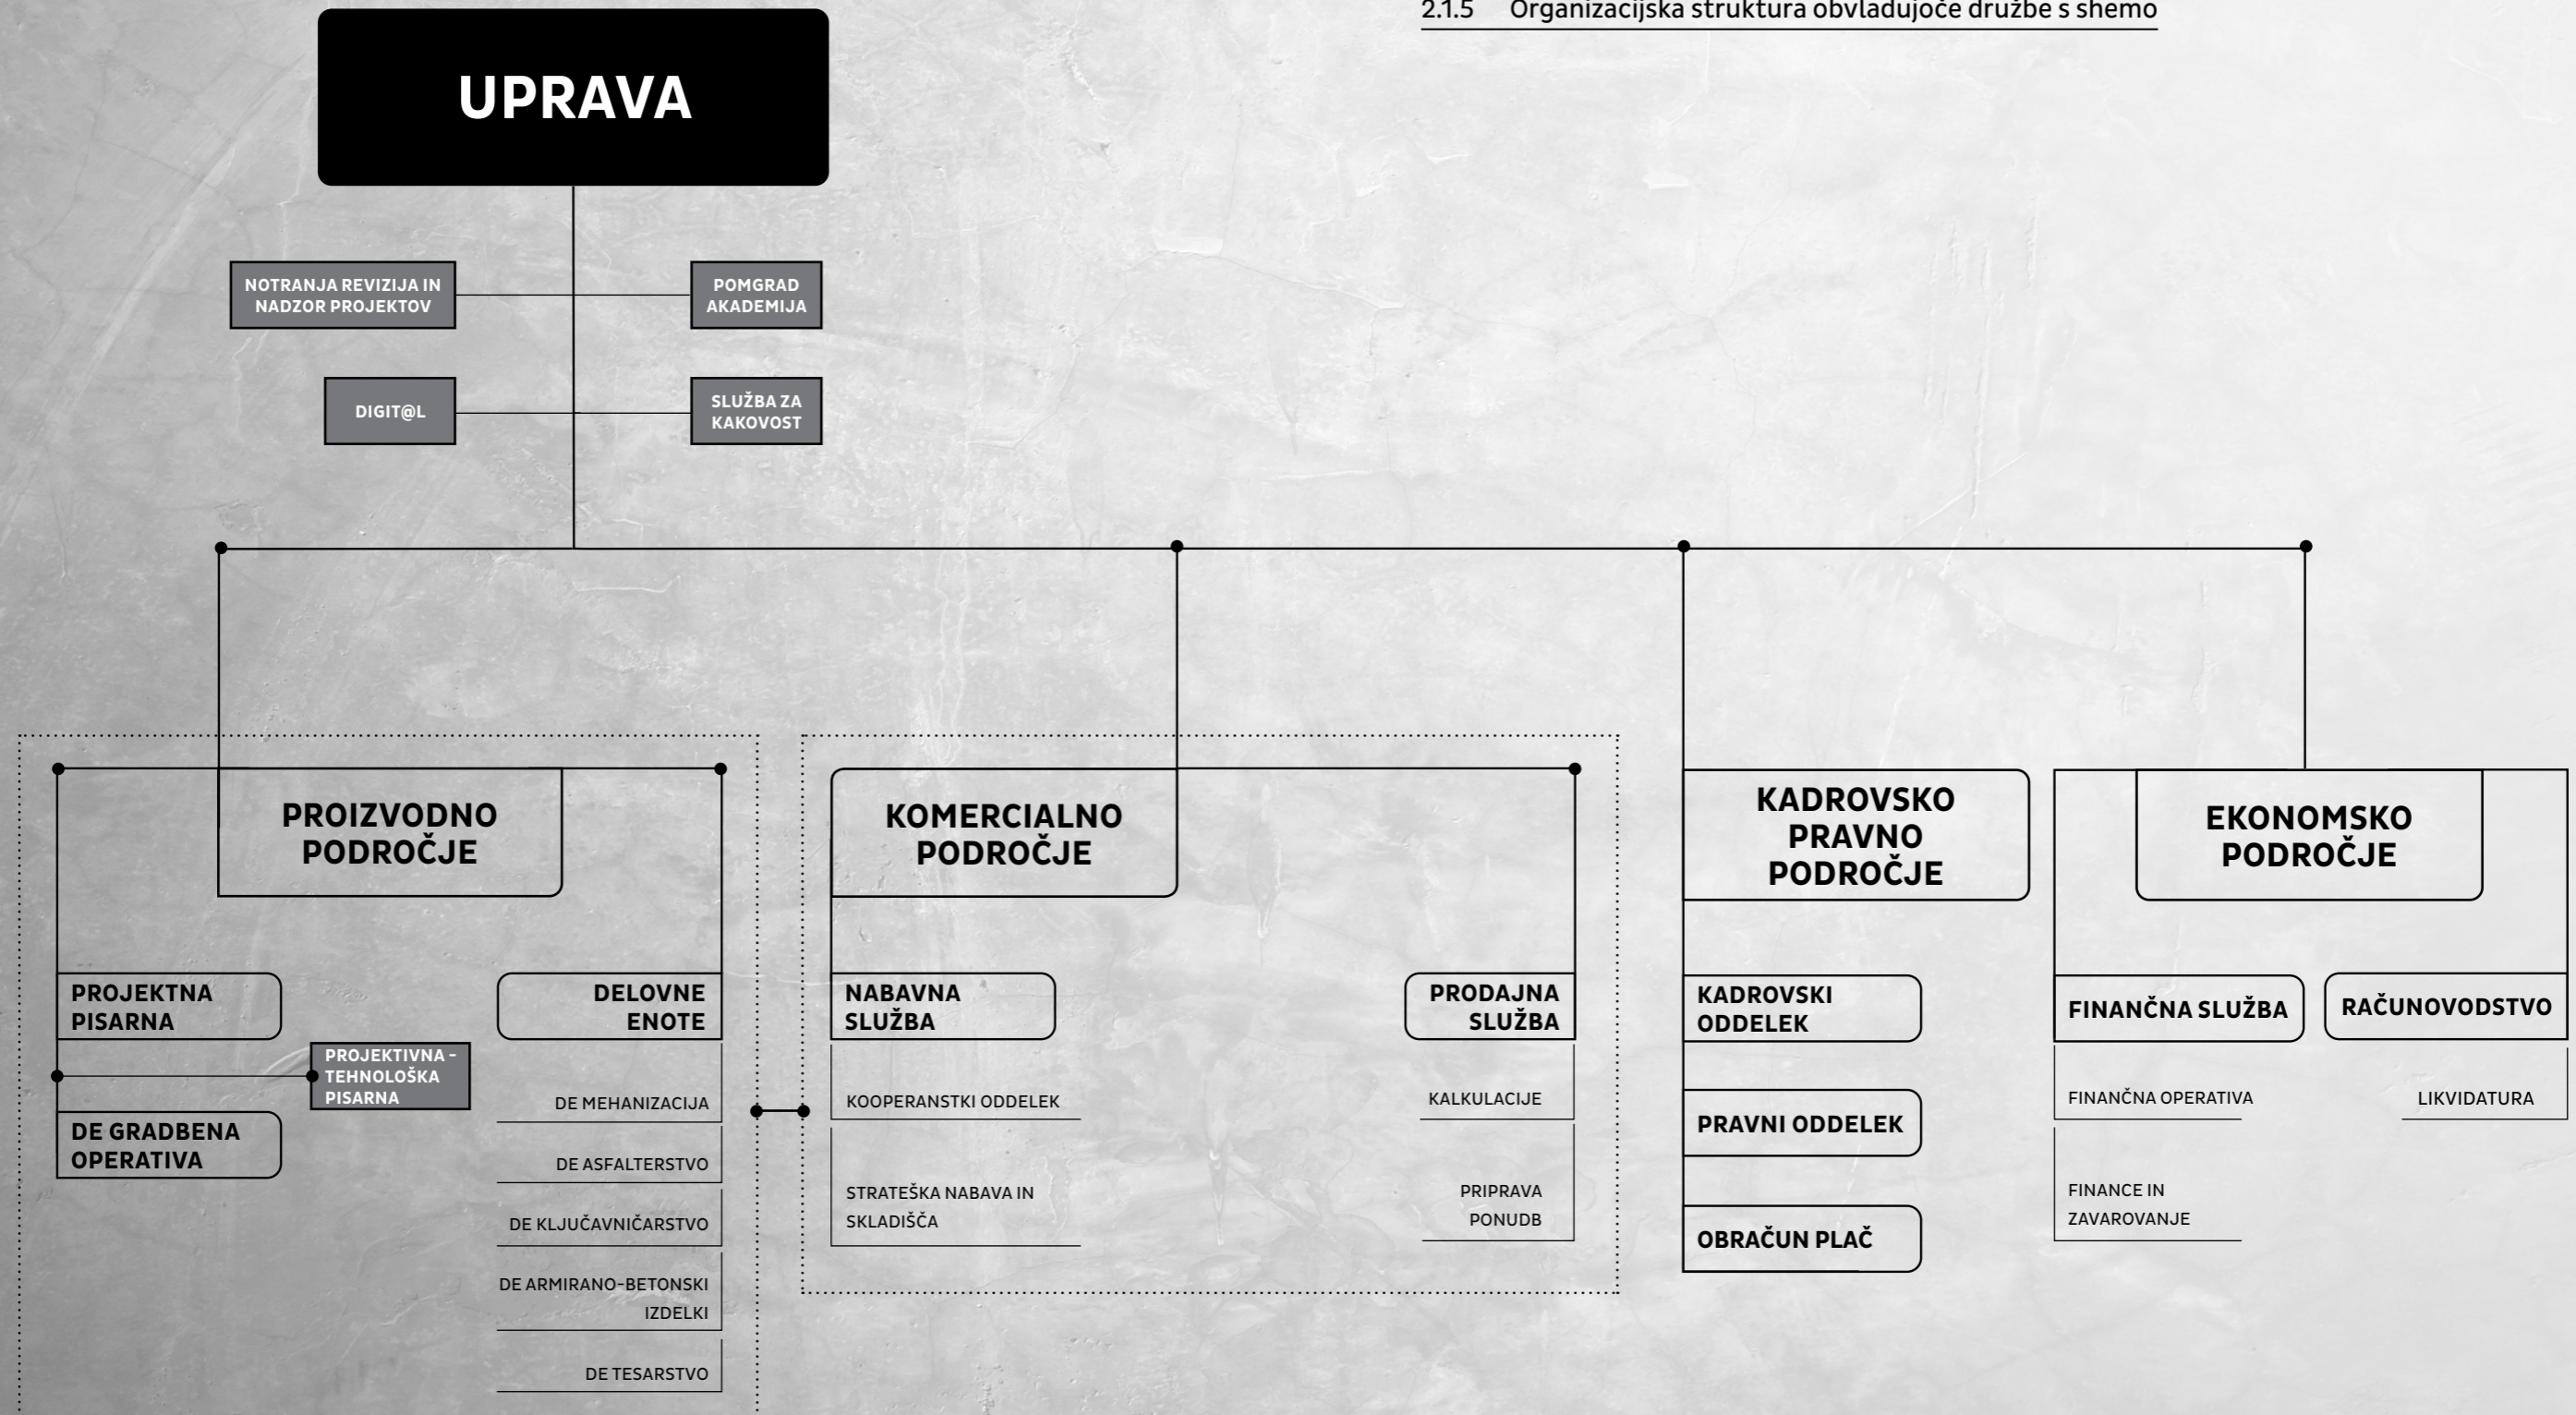 2.1.5 Organizacijska struktura obvladujoče družbe s shemo
UPRAVA
NOTRANJA REVIZIJA IN
NADZOR PROJEKTOV
POMGRAD
AKADEMIJA
DIGIT@L
SLUŽBA ZA
KAKOVOST
PROIZVODNO
PODROČJE
PROJEKTNA
PISARNA
PROJEKTIVNA -
TEHNOLOŠKA
PISARNA
DE GRADBENA
OPERATIVA
DELOVNE
ENOTE
DE MEHANIZACIJA
DE ASFALTERSTVO
DE KLJUČAVNIČARSTVO
DE ARMIRANO-BETONSKI
IZDELKI
DE TESARSTVO
KOMERCIALNO
PODROČJE
NABAVNA
SLUŽBA
KOOPERANSTKI ODDELEK
STRATEŠKA NABAVA IN
SKLADIŠČA
PRODAJNA
SLUŽBA
KALKULACIJE
PRIPRAVA
PONUDB
KADROVSKO
PRAVNO
PODROČJE
KADROVSKI
ODDELEK
PRAVNI ODDELEK
OBRAČUN PLAČ
EKONOMSKO
PODROČJE
FINANČNA SLUŽBA
FINANČNA OPERATIVA
FINANCE IN
ZAVAROVANJE
RAČUNOVODSTVO
LIKVIDATURA